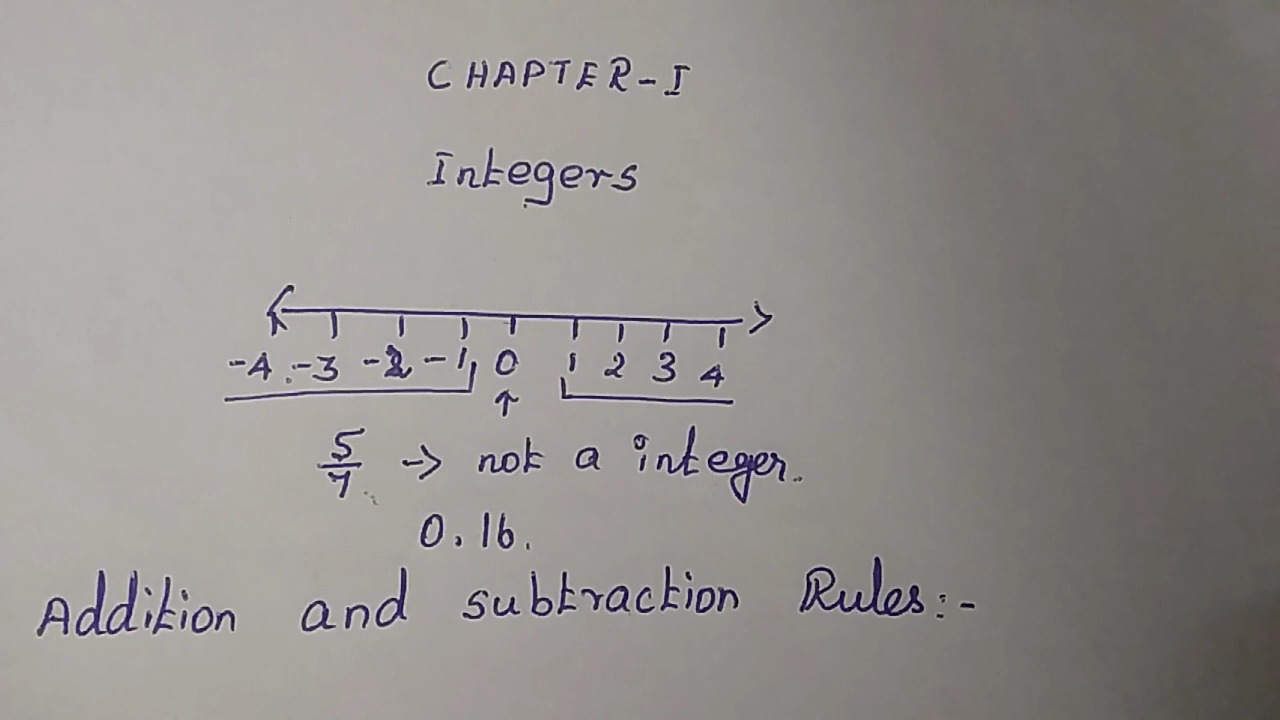 CHAPTER-I
Integers
-4 -3 -2 -1 0 1 2 3 4
5/7 -> not a integer.
0.16.
Addition and subtraction Rules:-